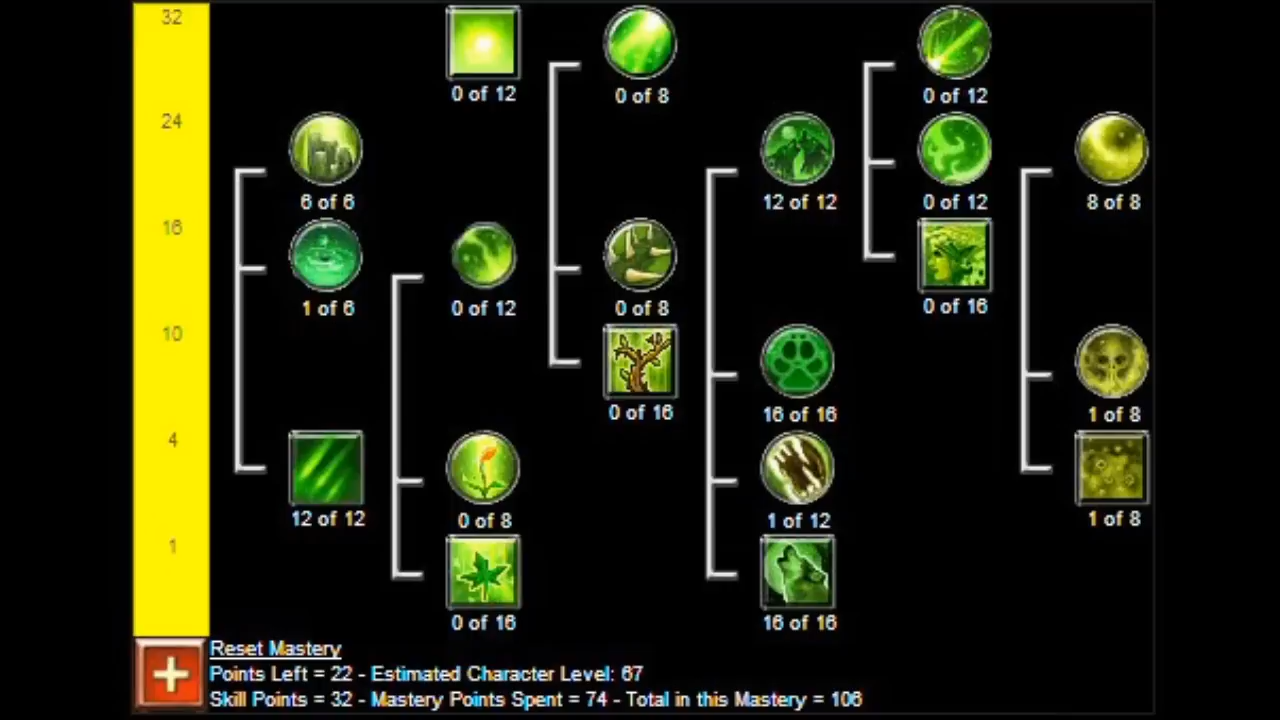 32
0 of 12
0 of 8
0 of 12
24
6 of 6
12 of 12
0 of 12
8 of 8
16
1 of 6
0 of 12
0 of 8
0 of 16
10
0 of 16
16 of 16
1 of 8
4
12 of 12
0 of 8
1 of 12
1 of 8
1
0 of 16
16 of 16
Reset Mastery
Points Left = 22 - Estimated Character Level: 67
Skill Points = 32 - Mastery Points Spent = 74 - Total in this Mastery = 106